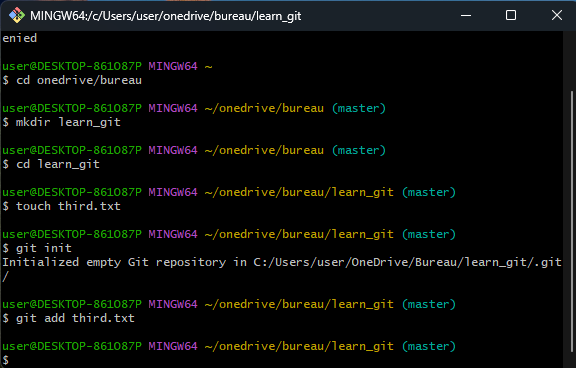 MINGW64:/c/Users/user/onedrive/bureau/learn_git
enied
user@DESKTOP-861O87P MINGW64 ~
$ cd onedrive/bureau
user@DESKTOP-861O87P MINGW64 ~/onedrive/bureau (master)
$ mkdir learn_git
user@DESKTOP-861O87P MINGW64 ~/onedrive/bureau (master)
$ cd learn_git
user@DESKTOP-861O87P MINGW64 ~/onedrive/bureau/learn_git (master)
$ touch third.txt
user@DESKTOP-861O87P MINGW64 ~/onedrive/bureau/learn_git (master)
$ git init
Initialized empty Git repository in C:/Users/user/OneDrive/Bureau/learn_git/.git
/
user@DESKTOP-861O87P MINGW64 ~/onedrive/bureau/learn_git (master)
$ git add third.txt
user@DESKTOP-861O87P MINGW64 ~/onedrive/bureau/learn_git (master)
$